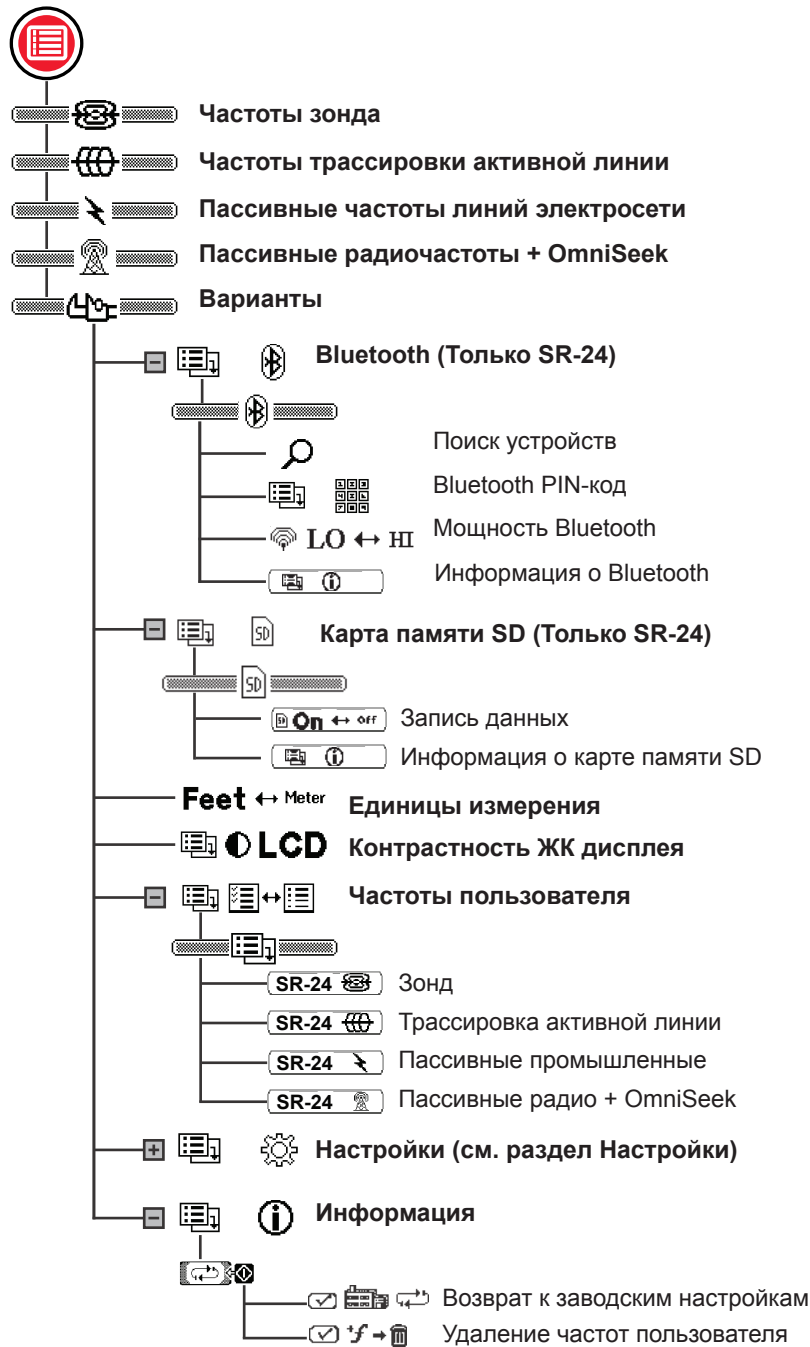 Частоты зонда
Частоты трассировки активной линии
Пассивные частоты линий электросети
Пассивные радиочастоты + OmniSeek
Варианты
Bluetooth (Только SR-24)
Поиск устройств
Bluetooth PIN-код
LO ↔ HI Мощность Bluetooth
Информация о Bluetooth
SD Карта памяти SD (Только SR-24)
SD
On ↔ Off Запись данных
Информация о карте памяти SD
Feet ↔ Meter Единицы измерения
LCD Контрастность ЖК дисплея
Частоты пользователя
SR-24 Зонд
SR-24 Трассировка активной линии
SR-24 Пассивные промышленные
SR-24 Пассивные радио + OmniSeek
Настройки (см. раздел Настройки)
Информация
Возврат к заводским настройкам
+f → Удаление частот пользователя